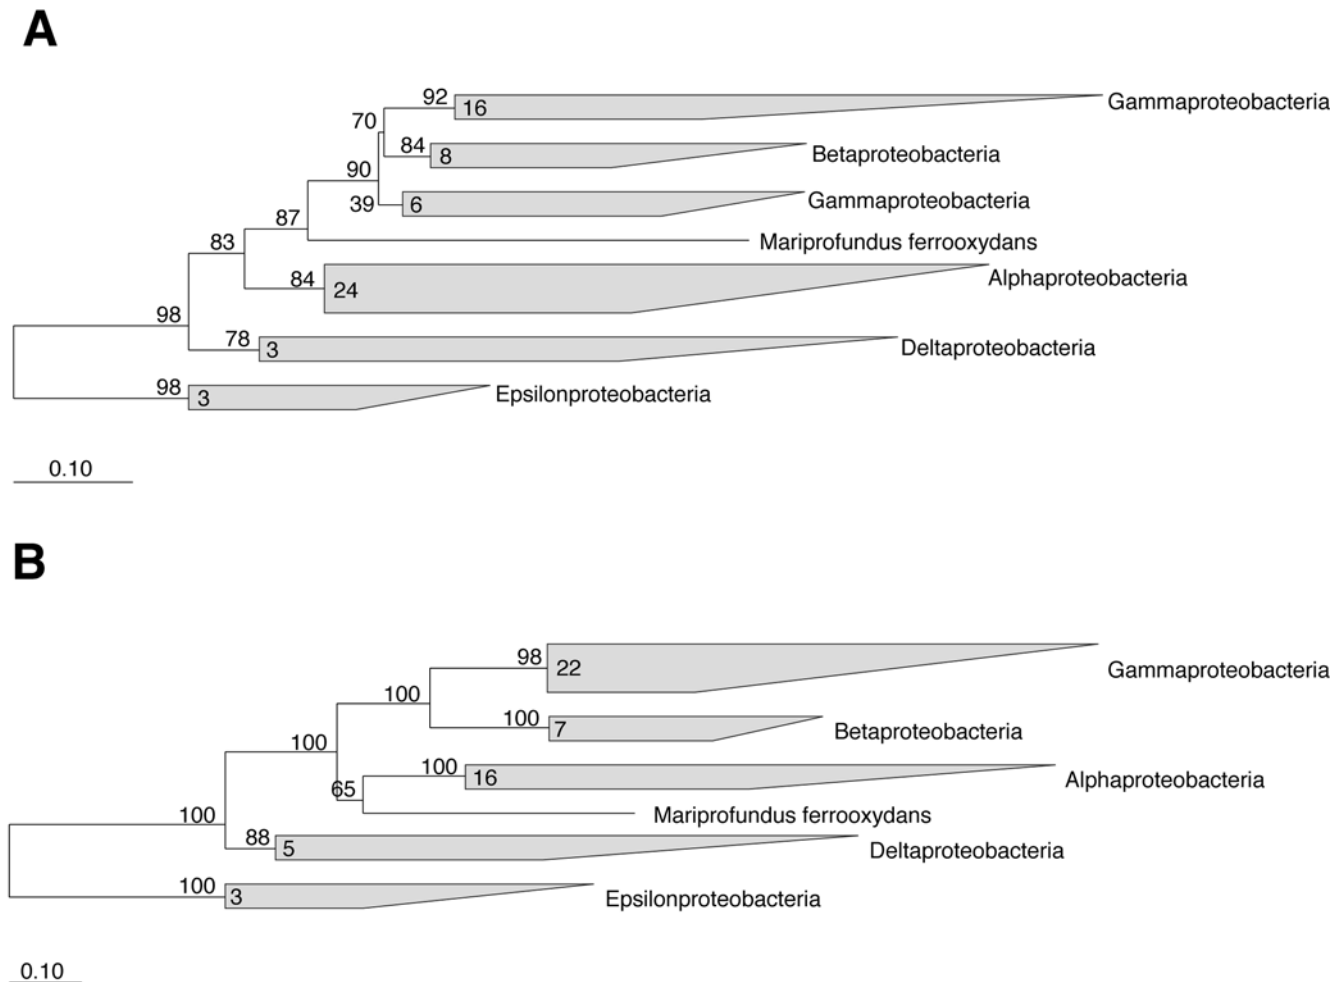 A
92 16 Gammaproteobacteria
70
84 8 Betaproteobacteria
90
39 6 Gammaproteobacteria
87
Mariprofundus ferrooxydans
83
84 24 Alphaproteobacteria
98
78 3 Deltaproteobacteria
98 3 Epsilonproteobacteria
0.10
B
98 22 Gammaproteobacteria
100
100 7 Betaproteobacteria
100
100 16 Alphaproteobacteria
65
Mariprofundus ferrooxydans
100
88 5 Deltaproteobacteria
100 3 Epsilonproteobacteria
0.10